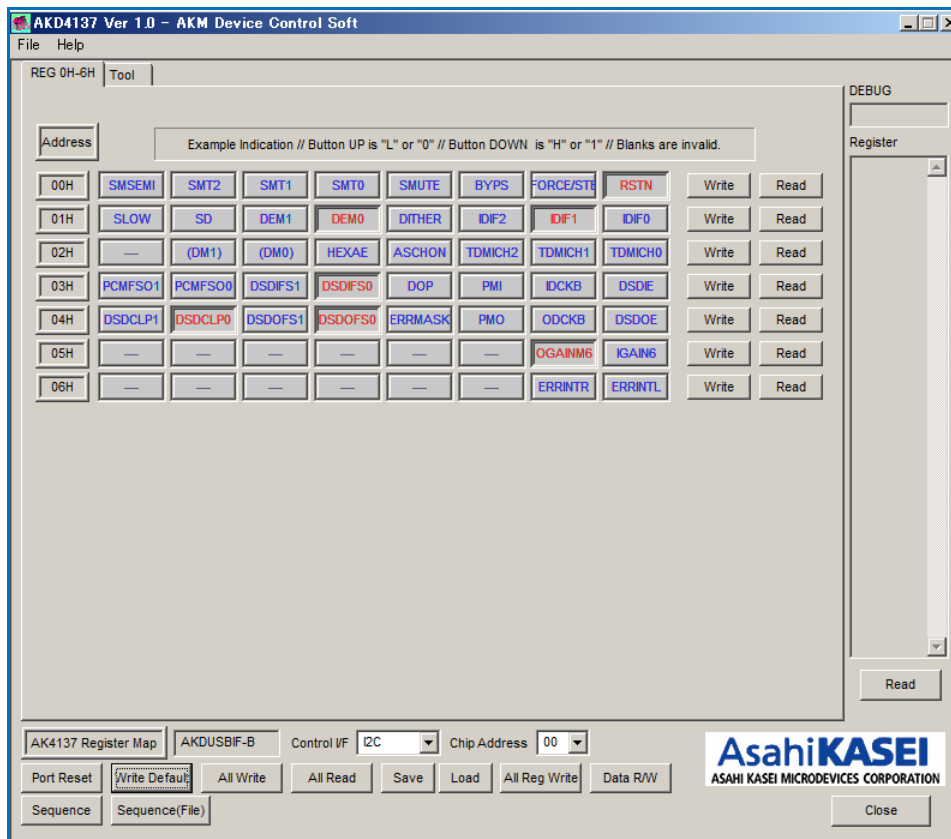 AKD4137 Ver 1.0 - AKM Device Control Soft
File Help
REG 0H-6H Tool
DEBUG
Address
Example Indication // Button UP is "L" or "0" // Button DOWN is "H" or "1" // Blanks are invalid.
Register
00H SMSEMI SMT2 SMT1 SMT0 SMUTE BYPS FORCE/STE RSTN Write Read
01H SLOW SD DEM1 DEM0 DITHER IDIF2 IDIF1 IDIF0 Write Read
02H — (DM1) (DM0) HEXAE ASCHON TDMICH2 TDMICH1 TDMICH0 Write Read
03H PCMFSO1 PCMFSO0 DSDIFS1 DSDIFS0 DOP PMI IDCKB DSDIE Write Read
04H DSDCLP1 DSDCLP0 DSDOFS1 DSDOFS0 ERRMASK PMO ODCKB DSDOE Write Read
05H — — — — — — OGAINM6 IGAIN6 Write Read
06H — — — — — — ERRINTR ERRINTL Write Read
Read
AK4137 Register Map AKDUSBIF-B Control I/F I2C Chip Address 00
AsahiKASEI
ASAHI KASEI MICRODEVICES CORPORATION
Port Reset Write Default All Write All Read Save Load All Reg Write Data R/W
Sequence Sequence(File) Close